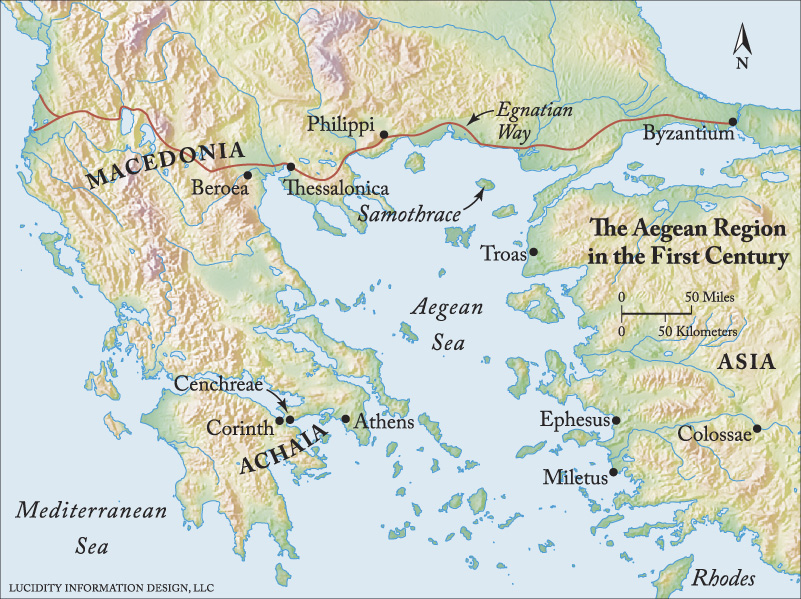 N
Egnatian
Way
Philippi
Byzantium
MACEDONIA
Beroea
Thessalonica
Samothrace
The Aegean Region
in the First Century
Troas
0 50 Miles
0 50 Kilometers
Aegean
Sea
ASIA
Cenchreae
Corinth
Athens
ACHAIA
Ephesus
Colossae
Miletus
Mediterranean
Sea
Rhodes
LUCIDITY INFORMATION DESIGN, LLC